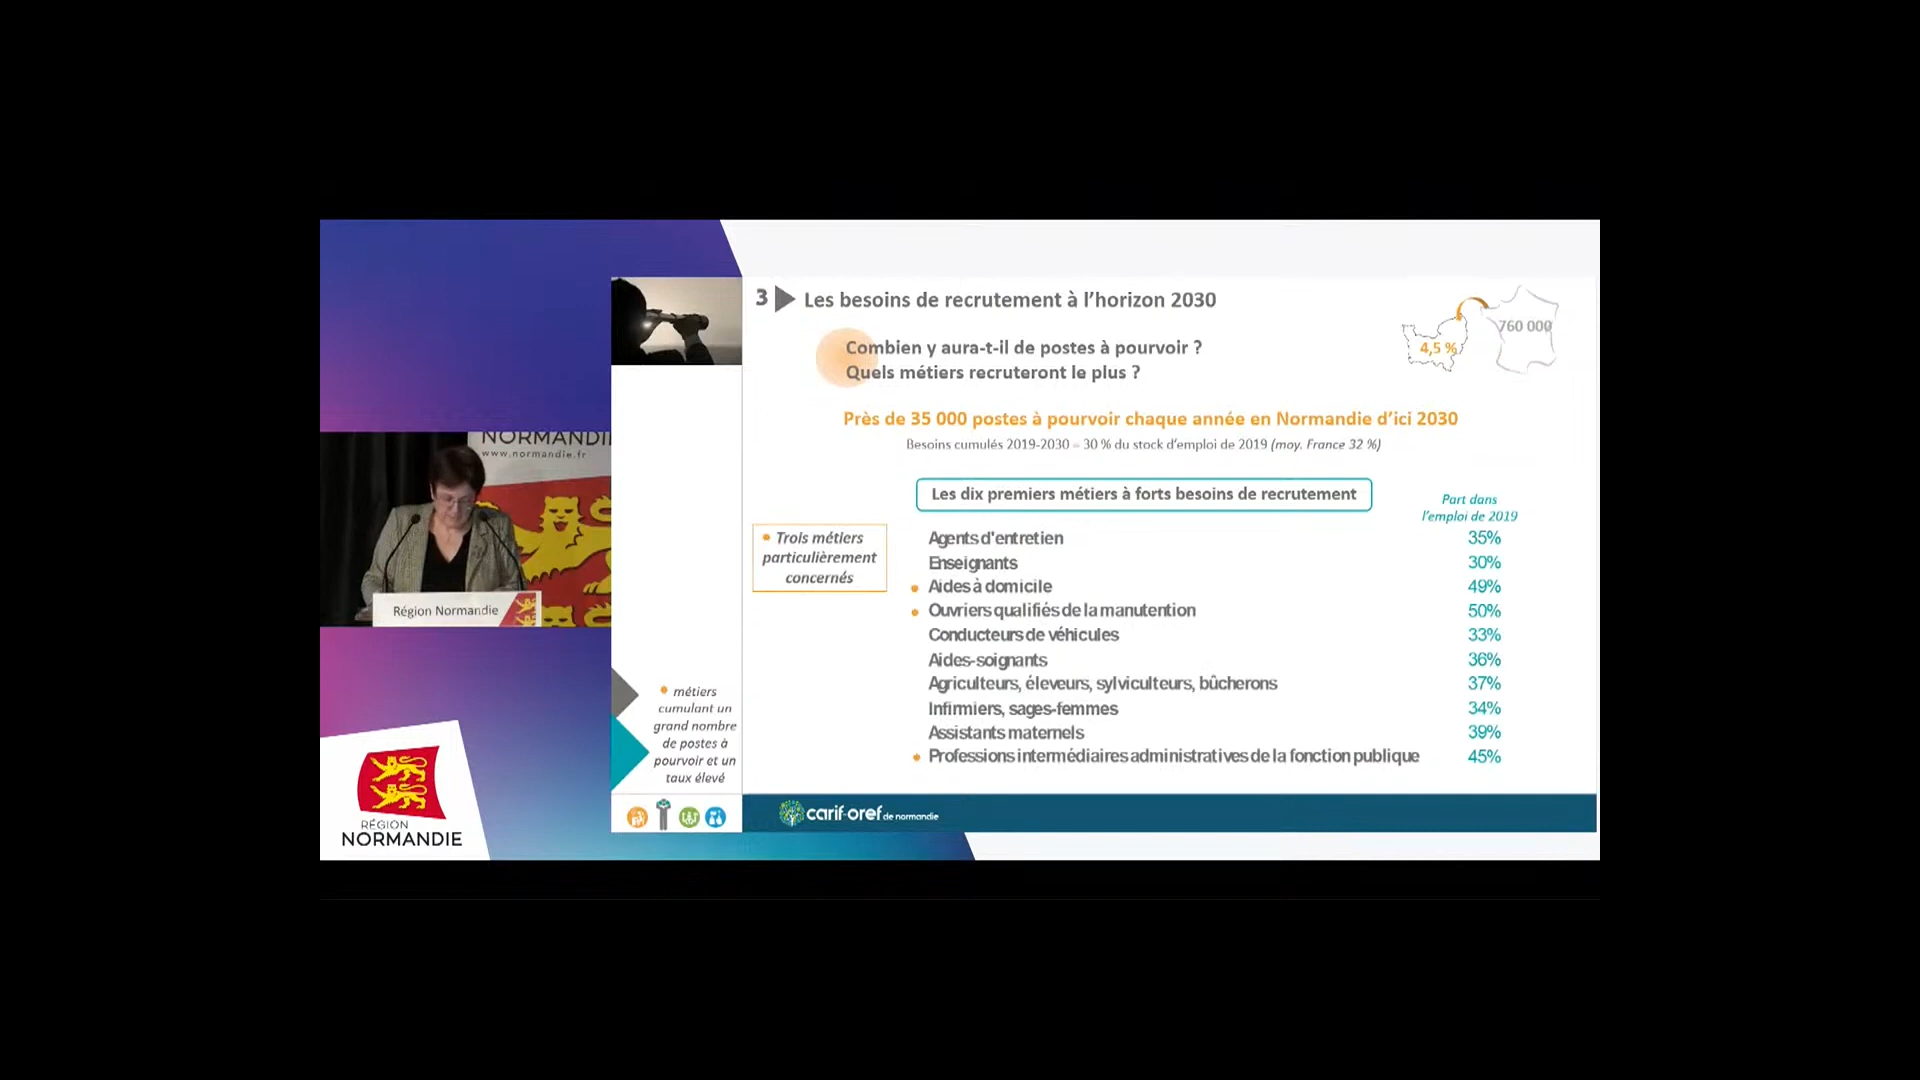 3
Les besoins de recrutement à l’horizon 2030
760 000
4,5 %
Combien y aura-t-il de postes à pourvoir ?
Quels métiers recruteront le plus ?
Près de 35 000 postes à pourvoir chaque année en Normandie d’ici 2030
Besoins cumulés 2019-2030 = 30 % du stock d’emploi de 2019 (moy. France 32 %)
Les dix premiers métiers à forts besoins de recrutement
Part dans
l’emploi de 2019
• Trois métiers
particulièrement
concernés
Agents d'entretien 35%
Enseignants 30%
• Aides à domicile 49%
• Ouvriers qualifiés de la manutention 50%
Conducteurs de véhicules 33%
Aides-soignants 36%
Agriculteurs, éleveurs, sylviculteurs, bûcherons 37%
Infirmiers, sages-femmes 34%
Assistants maternels 39%
• Professions intermédiaires administratives de la fonction publique 45%
• métiers
cumulant un
grand nombre
de postes à
pourvoir et un
taux élevé
carif-oref de normandie
NORMANDIE
www.normandie.fr
Région Normandie
RÉGION
NORMANDIE